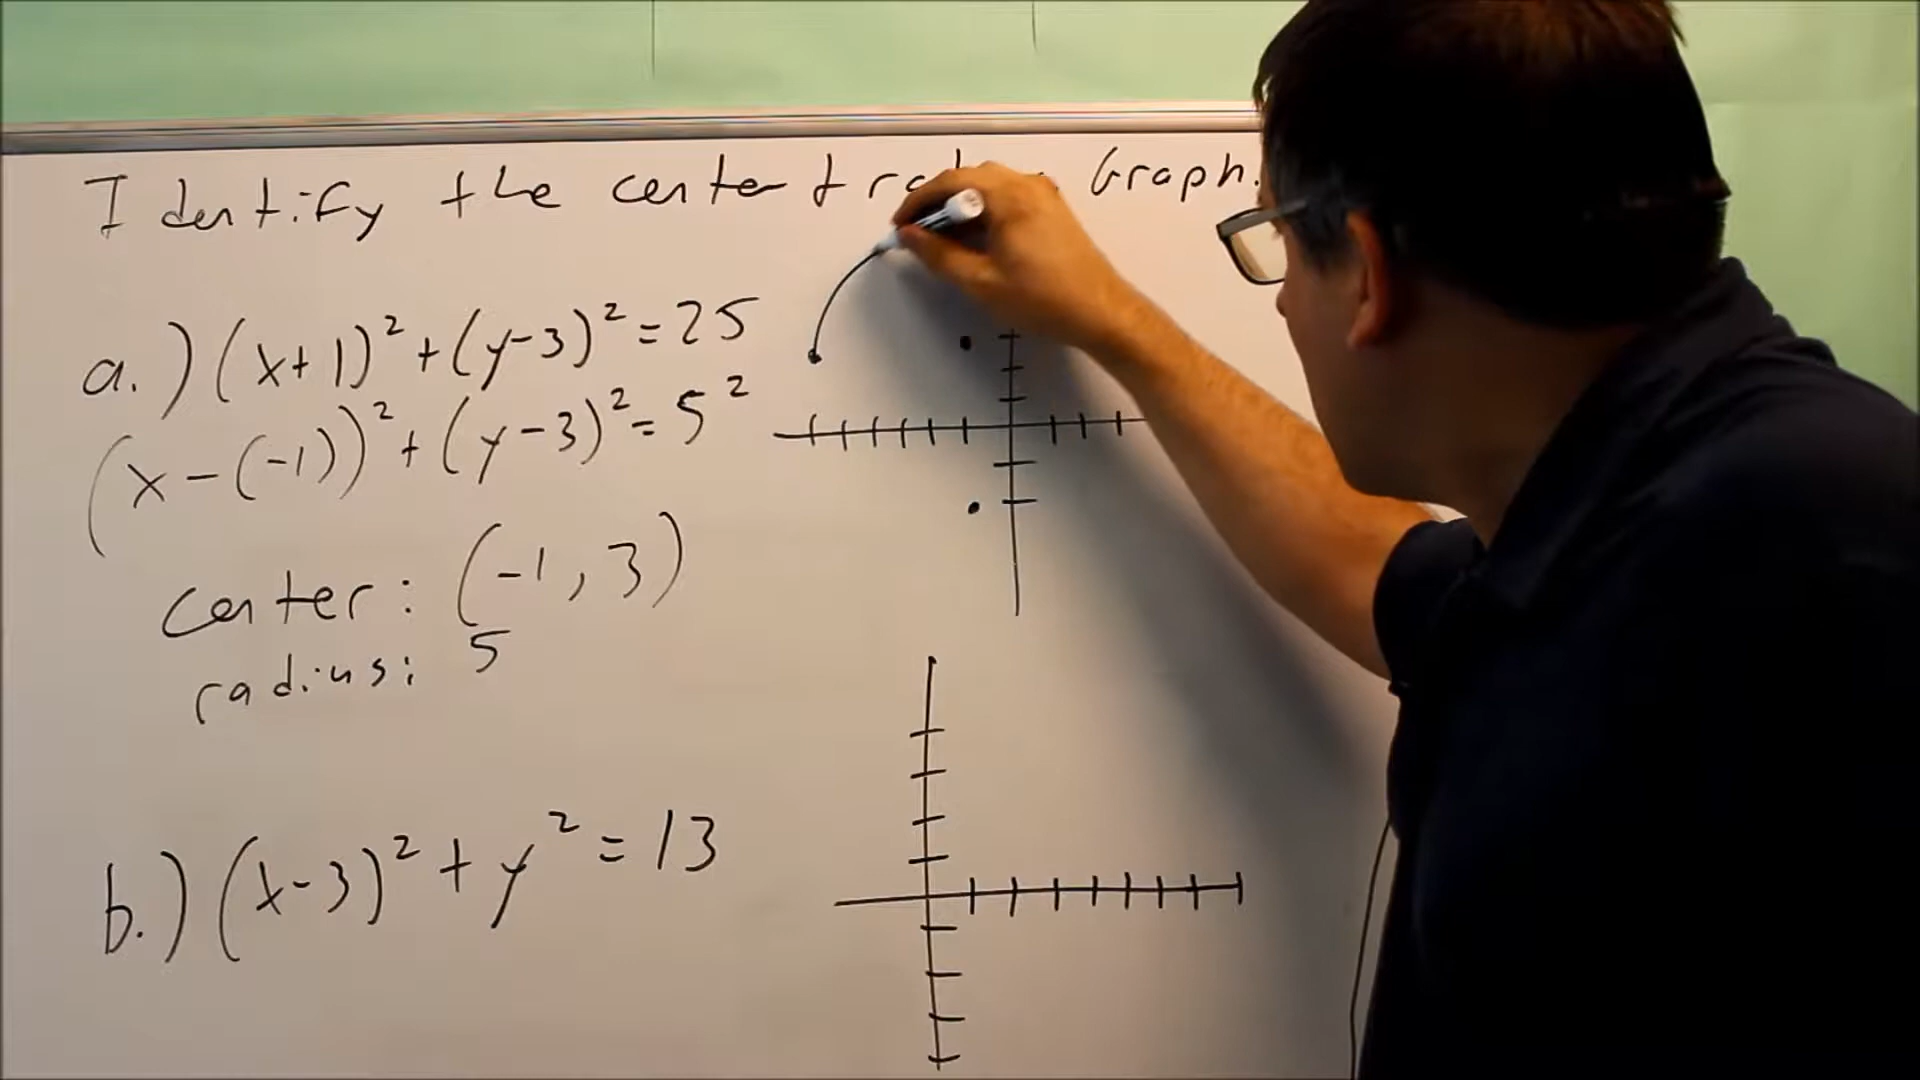 Identify the center & Graph.
a.) (x+1)²+(y-3)²=25
(x-(-1))²+(y-3)²=5²
center: (-1,3)
radius: 5
b.) (x-3)²+y²=13